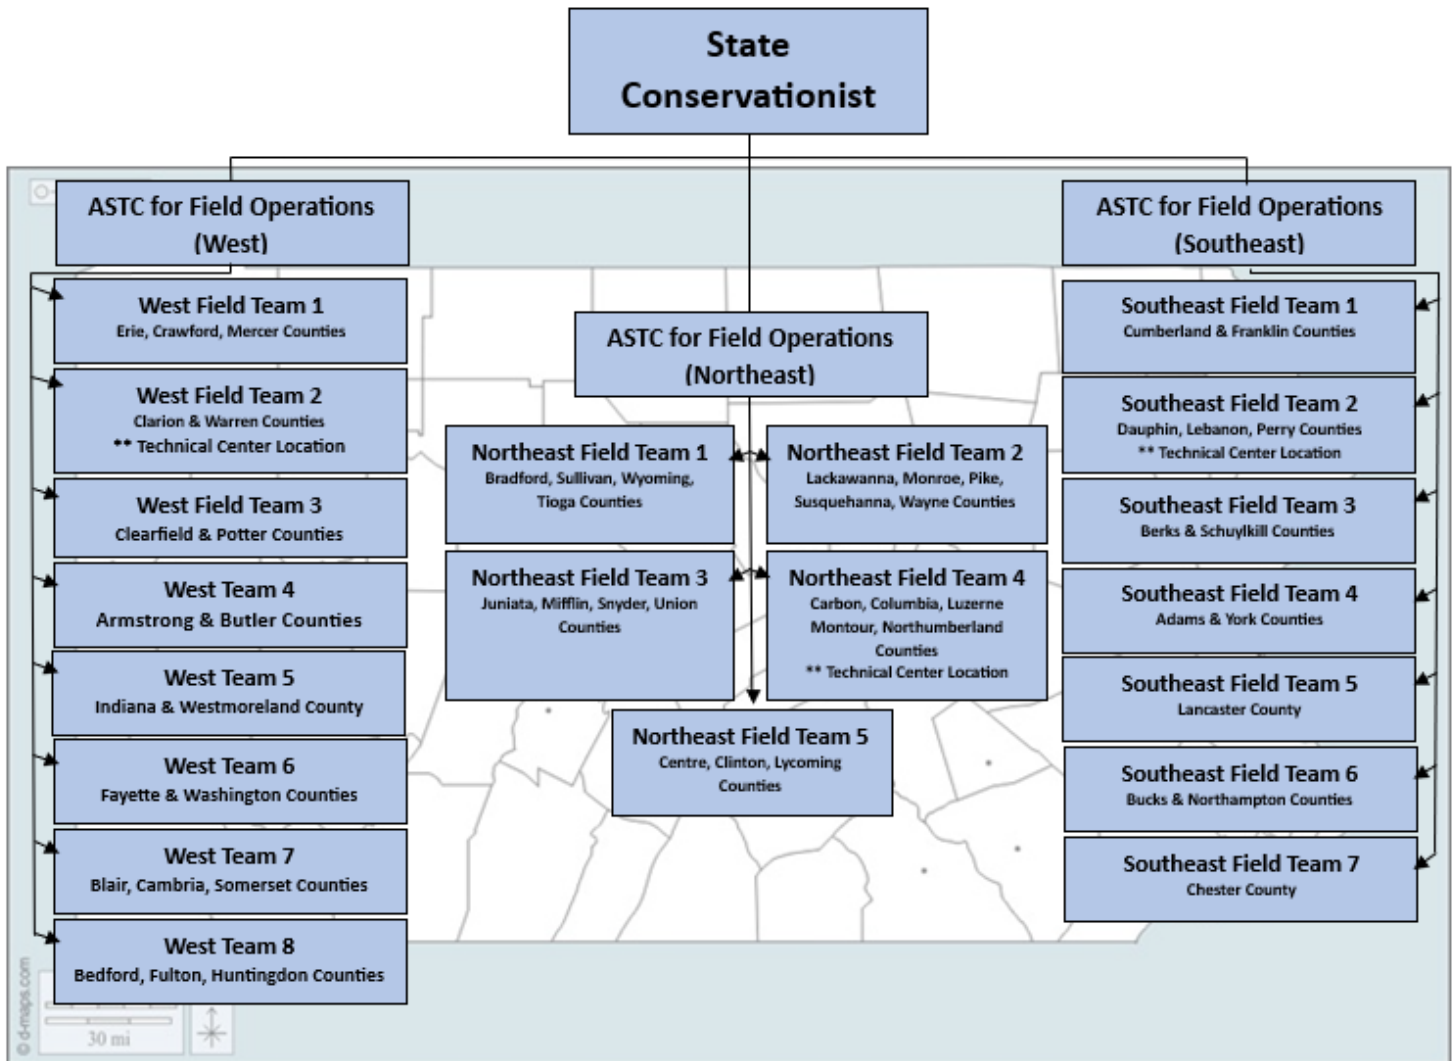 State
Conservationist
ASTC for Field Operations
(West)
West Field Team 1
Erie, Crawford, Mercer Counties
West Field Team 2
Clarion & Warren Counties
** Technical Center Location
West Field Team 3
Clearfield & Potter Counties
West Team 4
Armstrong & Butler Counties
West Team 5
Indiana & Westmoreland County
West Team 6
Fayette & Washington Counties
West Team 7
Blair, Cambria, Somerset Counties
West Team 8
Bedford, Fulton, Huntingdon Counties
ASTC for Field Operations
(Northeast)
Northeast Field Team 1
Bradford, Sullivan, Wyoming,
Tioga Counties
Northeast Field Team 2
Lackawanna, Monroe, Pike,
Susquehanna, Wayne Counties
Northeast Field Team 3
Juniata, Mifflin, Snyder, Union
Counties
Northeast Field Team 4
Carbon, Columbia, Luzerne
Montour, Northumberland
Counties
** Technical Center Location
Northeast Field Team 5
Centre, Clinton, Lycoming
Counties
ASTC for Field Operations
(Southeast)
Southeast Field Team 1
Cumberland & Franklin Counties
Southeast Field Team 2
Dauphin, Lebanon, Perry Counties
** Technical Center Location
Southeast Field Team 3
Berks & Schuylkill Counties
Southeast Field Team 4
Adams & York Counties
Southeast Field Team 5
Lancaster County
Southeast Field Team 6
Bucks & Northampton Counties
Southeast Field Team 7
Chester County
© d-maps.com
30 mi